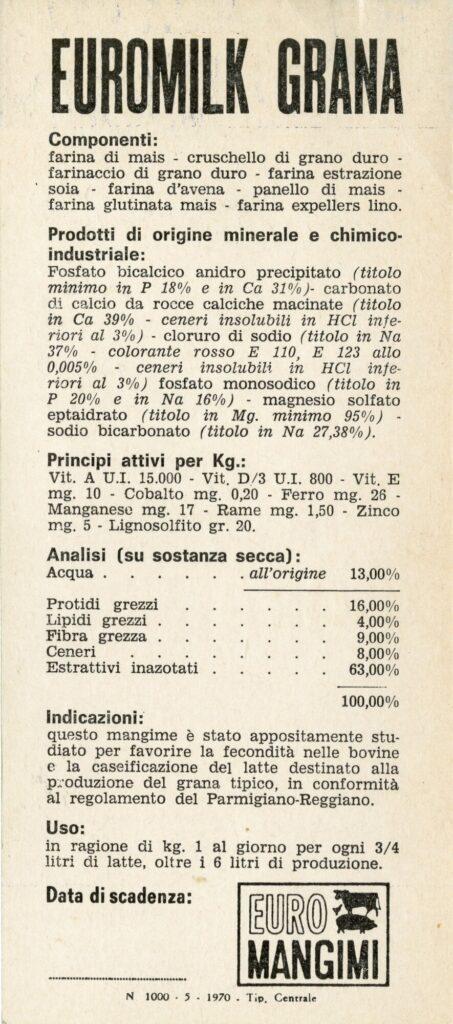 EUROMILK GRANA
Componenti:
farina di mais - cruschello di grano duro -
farinaccio di grano duro - farina estrazione
soia - farina d'avena - panello di mais -
farina glutinata mais - farina expellers lino.
Prodotti di origine minerale e chimico-
industriale:
Fosfato bicalcico anidro precipitato (titolo
minimo in P 18% e in Ca 31%)- carbonato
di calcio da rocce calciche macinate (titolo
in Ca 39% - ceneri insolubili in HCl infe-
riori al 3%) - cloruro di sodio (titolo in Na
37% - colorante rosso E 110, E 123 allo
0,005% - ceneri insolubili in HCl infe-
riori al 3%) fosfato monosodico (titolo in
P 20% e in Na 16%) - magnesio solfato
eptaidrato (titolo in Mg. minimo 95%) -
sodio bicarbonato (titolo in Na 27,38%).
Principi attivi per Kg.:
Vit. A U.I. 15.000 - Vit. D/3 U.I. 800 - Vit. E
mg. 10 - Cobalto mg. 0,20 - Ferro mg. 26 -
Manganese mg. 17 - Rame mg. 1,50 - Zinco
mg. 5 - Lignosolfito gr. 20.
Analisi (su sostanza secca):
Acqua . . . . . . all'origine 13,00%
Protidi grezzi . . . . . . 16,00%
Lipidi grezzi . . . . . . . 4,00%
Fibra grezza . . . . . . . 9,00%
Ceneri . . . . . . . . 8,00%
Estrattivi inazotati . . . . . 63,00%
100,00%
Indicazioni:
questo mangime è stato appositamente stu-
diato per favorire la fecondità nelle bovine
e la caseificazione del latte destinato alla
produzione del grana tipico, in conformità
al regolamento del Parmigiano-Reggiano.
Uso:
in ragione di kg. 1 al giorno per ogni 3/4
litri di latte, oltre i 6 litri di produzione.
Data di scadenza:
EURO
MANGIMI
N 1000 - 5 - 1970 - Tip. Centrale